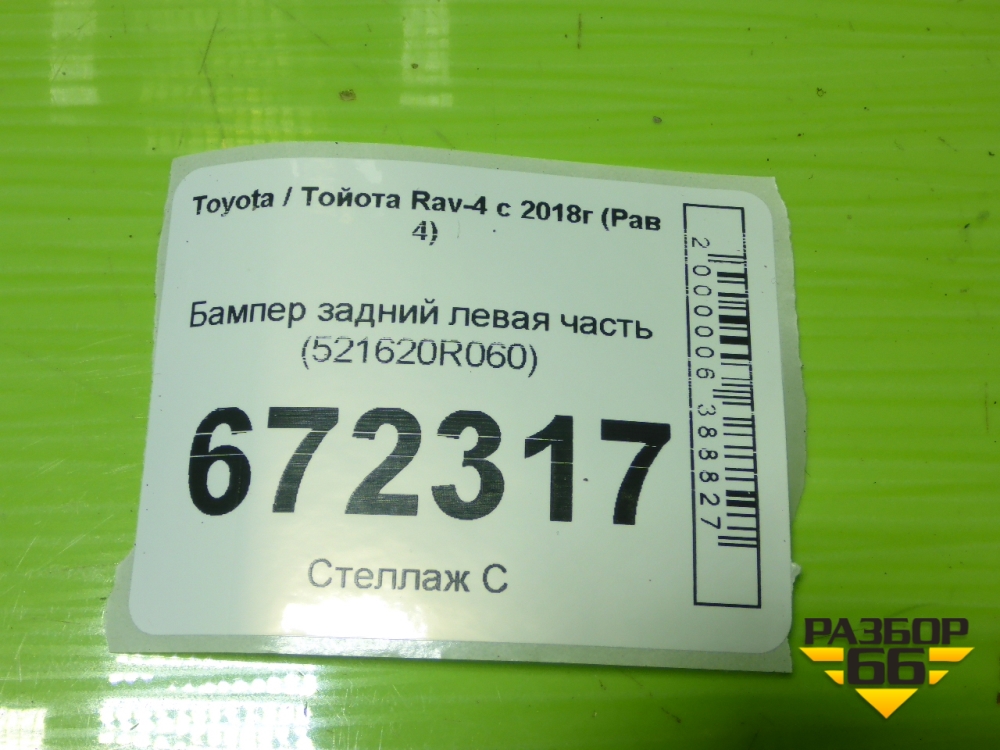 Toyota / Тойота Rav-4 с 2018г (Рав
4)
Бампер задний левая часть
(521620R060)
672317
Стеллаж С
2000006388827
РАЗБОР
66